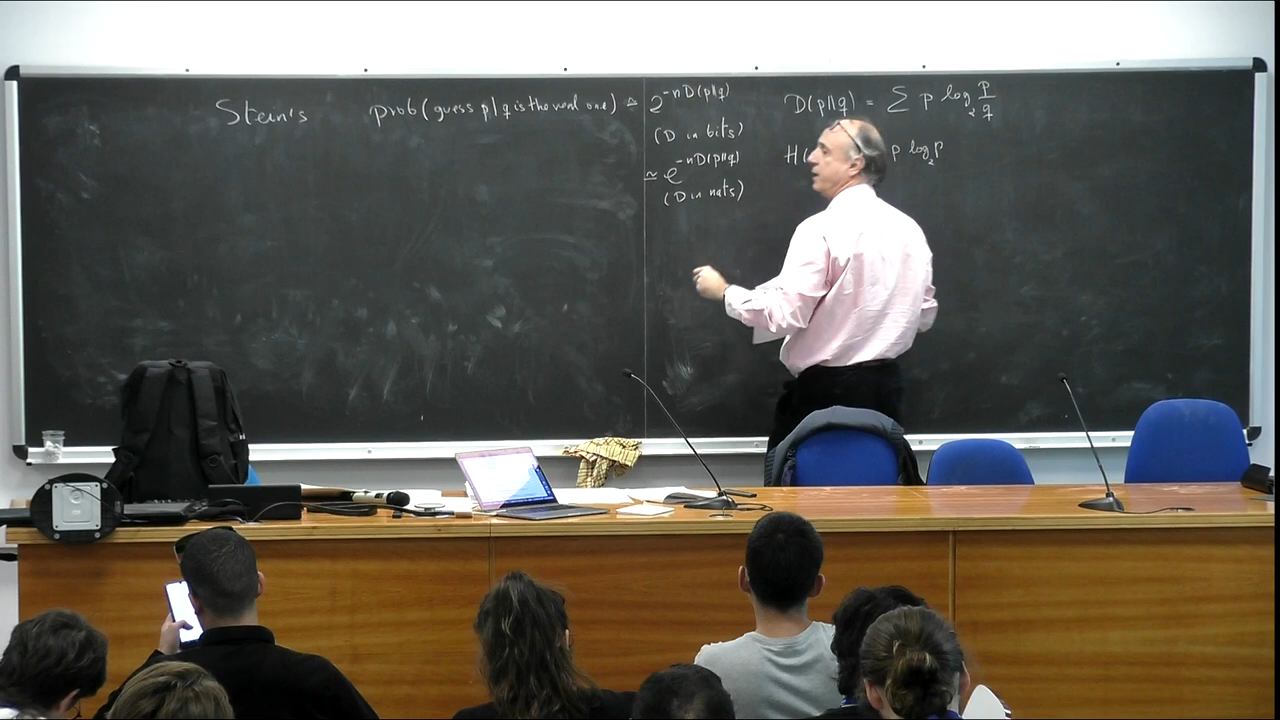 Stein's prob(guess p | q is the real one) ≃ 2^{-nD(p||q)}
(D in bits)
≃ e^{-nD(p||q)}
(D in nats)
D(p||q) = Σ p log₂ p/q
H( p log₂ p